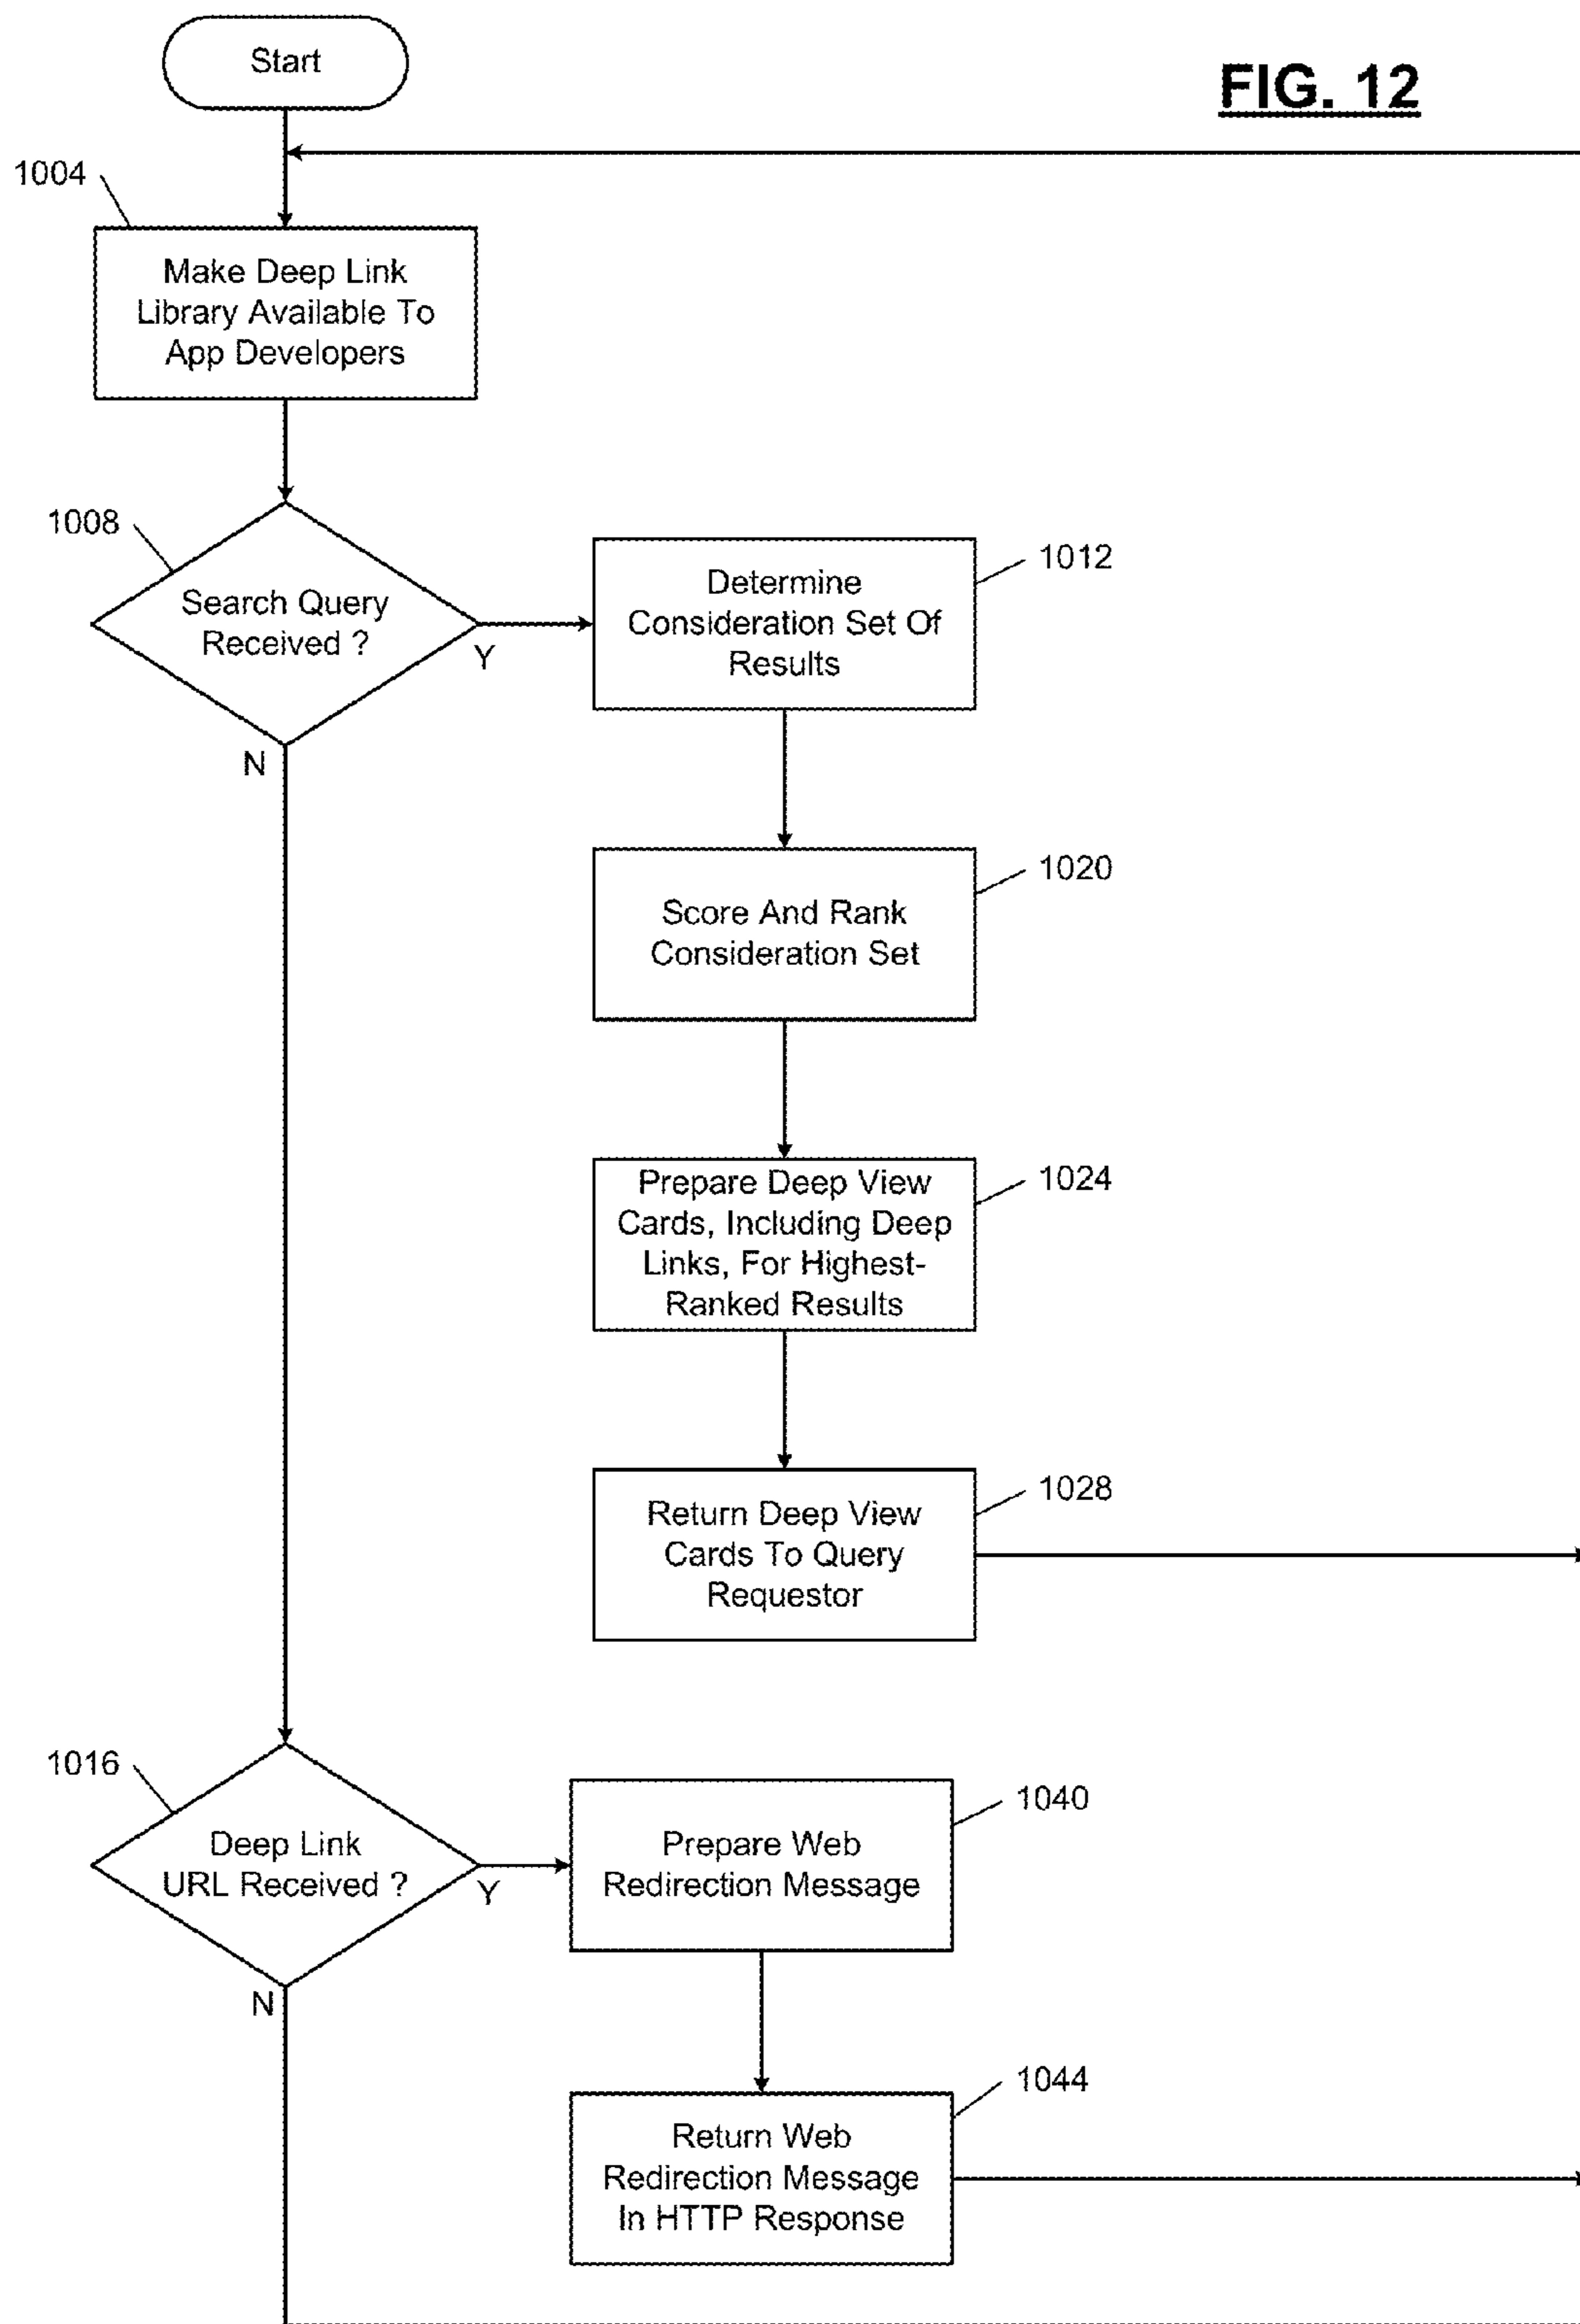 Start
FIG. 12
1004
Make Deep Link
Library Available To
App Developers
1008
Search Query
Received ?
Y
N
1012
Determine
Consideration Set Of
Results
1020
Score And Rank
Consideration Set
1024
Prepare Deep View
Cards, Including Deep
Links, For Highest-
Ranked Results
1028
Return Deep View
Cards To Query
Requestor
1016
Deep Link
URL Received ?
Y
N
1040
Prepare Web
Redirection Message
1044
Return Web
Redirection Message
In HTTP Response